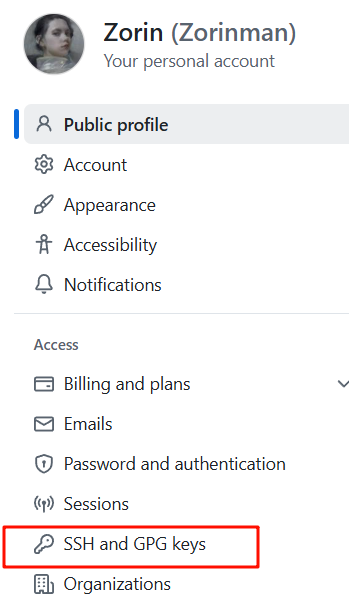 Zorin (Zorinman)
Your personal account
Public profile
Account
Appearance
Accessibility
Notifications
Access
Billing and plans
Emails
Password and authentication
Sessions
SSH and GPG keys
Organizations